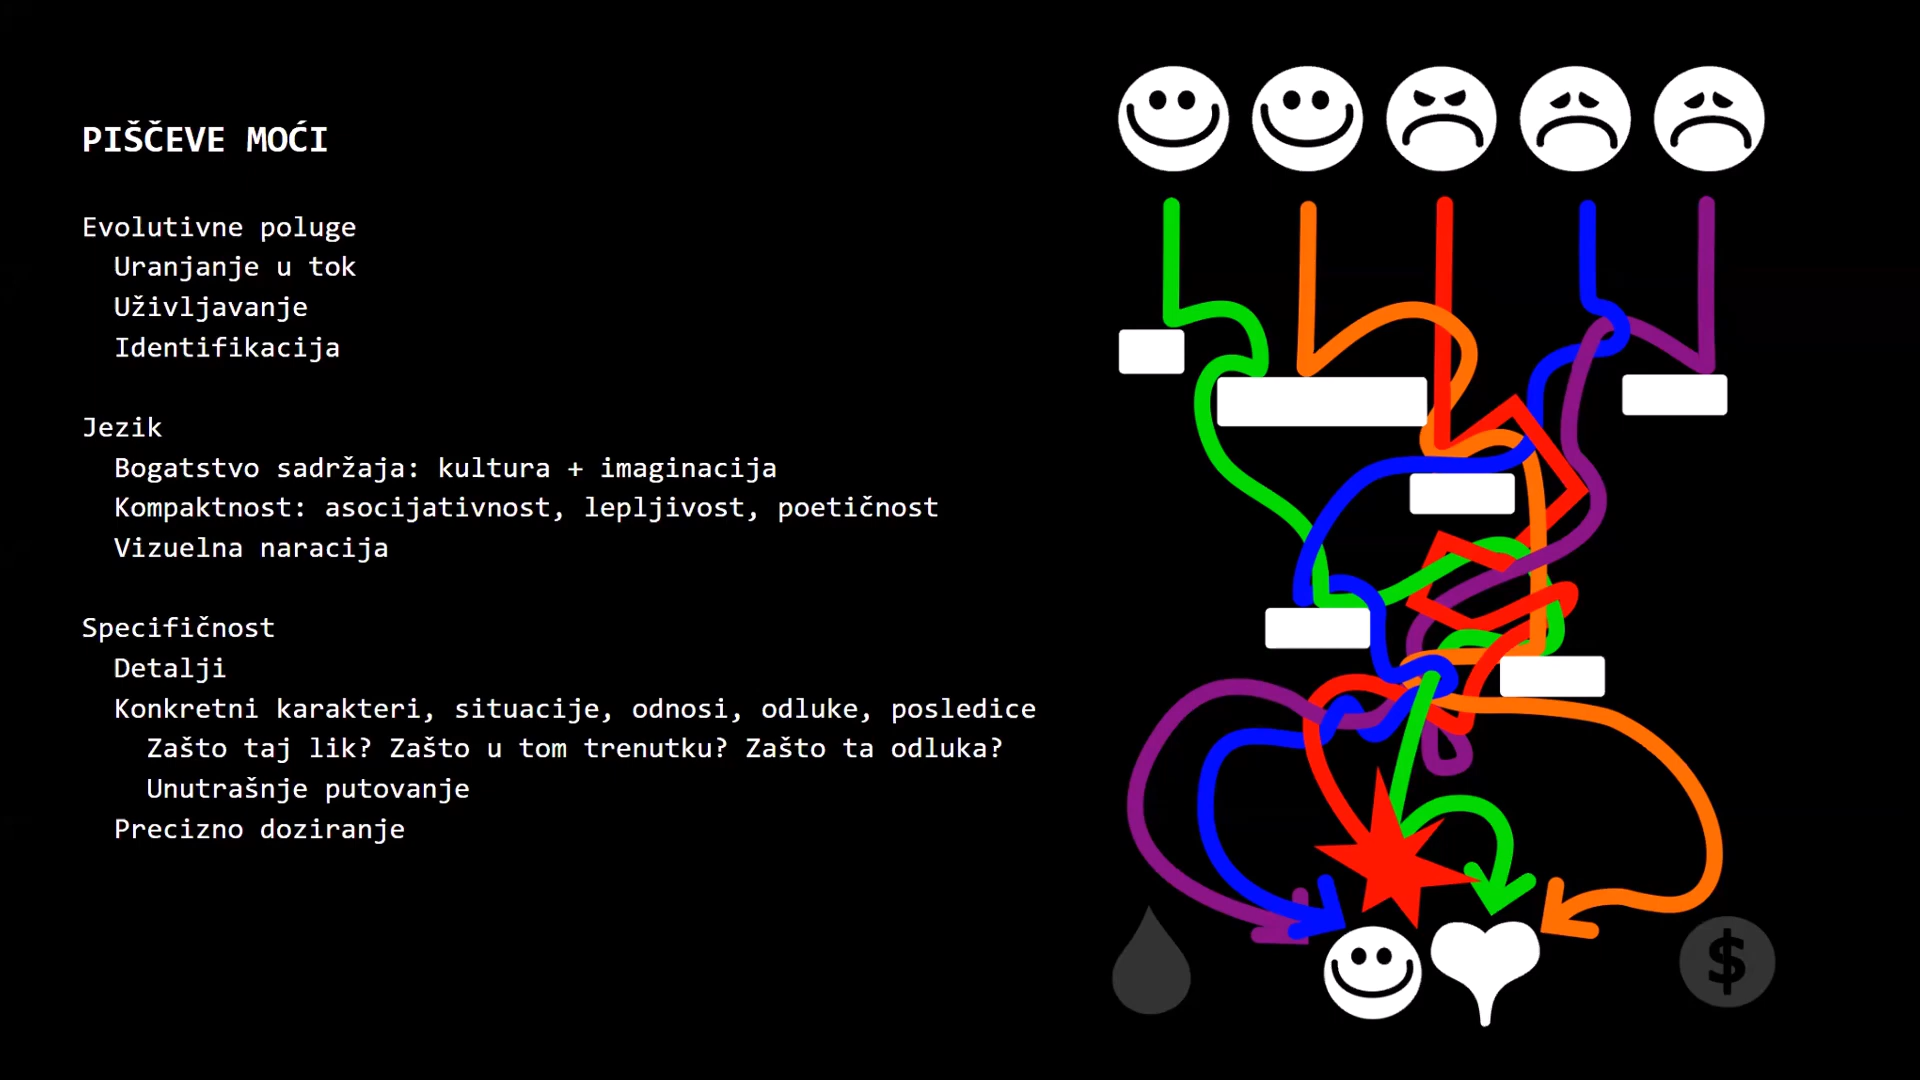 PIŠČEVE MOĆI
Evolutivne poluge
Uranjanje u tok
Uživljavanje
Identifikacija
Jezik
Bogatstvo sadržaja: kultura + imaginacija
Kompaktnost: asocijativnost, lepljivost, poetičnost
Vizuelna naracija
Specifičnost
Detalji
Konkretni karakteri, situacije, odnosi, odluke, posledice
Zašto taj lik? Zašto u tom trenutku? Zašto ta odluka?
Unutrašnje putovanje
Precizno doziranje
$